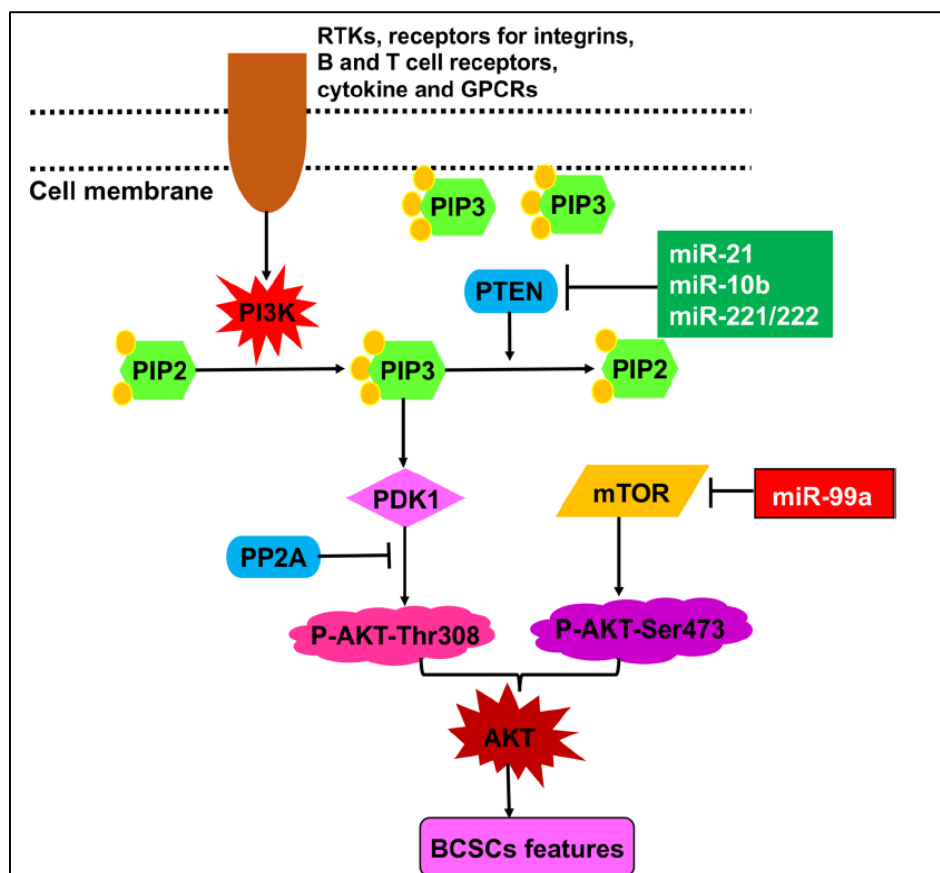 RTKs, receptors for integrins,
B and T cell receptors,
cytokine and GPCRs
Cell membrane
PIP3
PIP3
miR-21
miR-10b
miR-221/222
PTEN
PI3K
PIP2
PIP3
PIP2
PDK1
mTOR
miR-99a
PP2A
P-AKT-Thr308
P-AKT-Ser473
AKT
BCSCs features